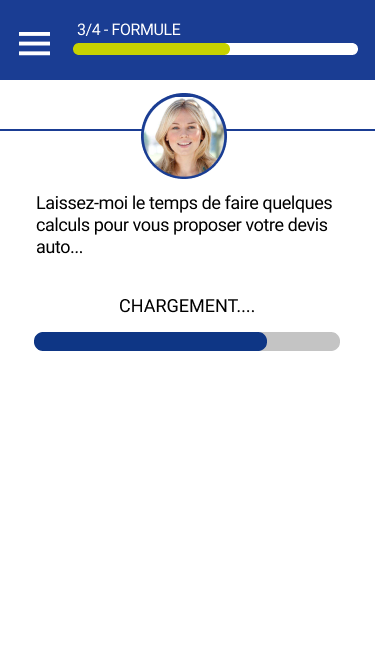 3/4 - FORMULE
Laissez-moi le temps de faire quelques
calculs pour vous proposer votre devis
auto...
CHARGEMENT....